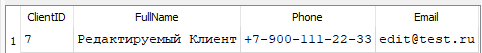 ClientID FullName Phone Email
1 7 Редактируемый Клиент +7-900-111-22-33 edit@test.ru